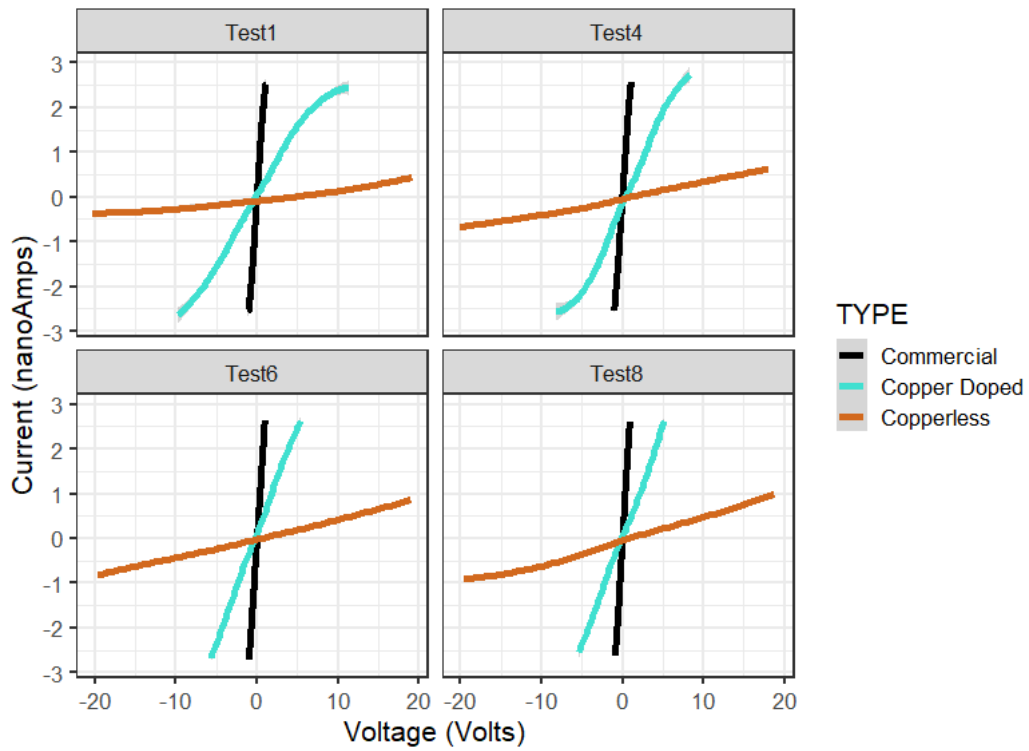 Test1
Test4
3
2
1
0
-1
-2
-3
Test6
Test8
3
2
1
0
-1
-2
-3
-20 -10 0 10 20
-20 -10 0 10 20
Voltage (Volts)
Current (nanoAmps)
TYPE
Commercial
Copper Doped
Copperless